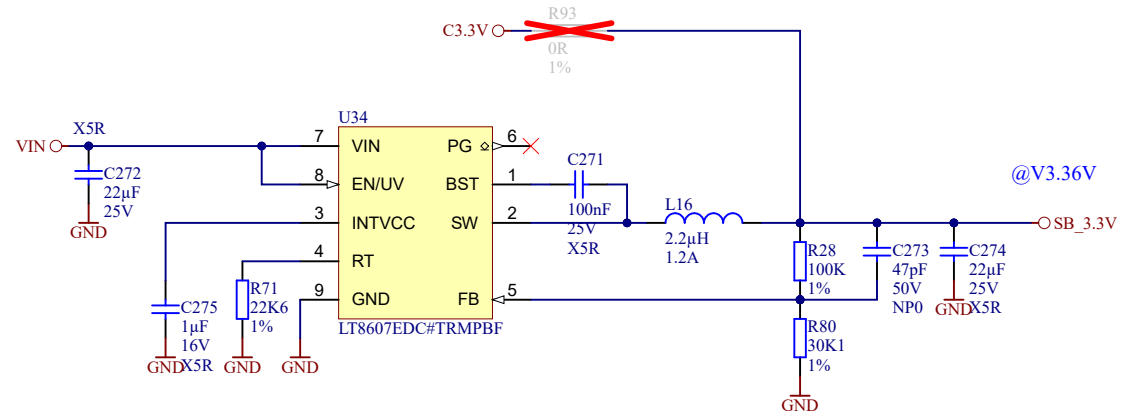 R93
C3.3V
0R
1%
U34
X5R
VIN
7
VIN
PG
6
C272
22µF
25V
GND
8
EN/UV
BST
1
C271
100nF
25V
X5R
@V3.36V
3
INTVCC
SW
2
L16
2.2µH
1.2A
SB_3.3V
4
RT
R28
100K
1%
C273
47pF
50V
NP0
C274
22µF
25V
X5R
GND
R71
22K6
1%
9
GND
FB
5
C275
1µF
16V
X5R
LT8607EDC#TRMPBF
R80
30K1
1%
GND
GND
GND
GND